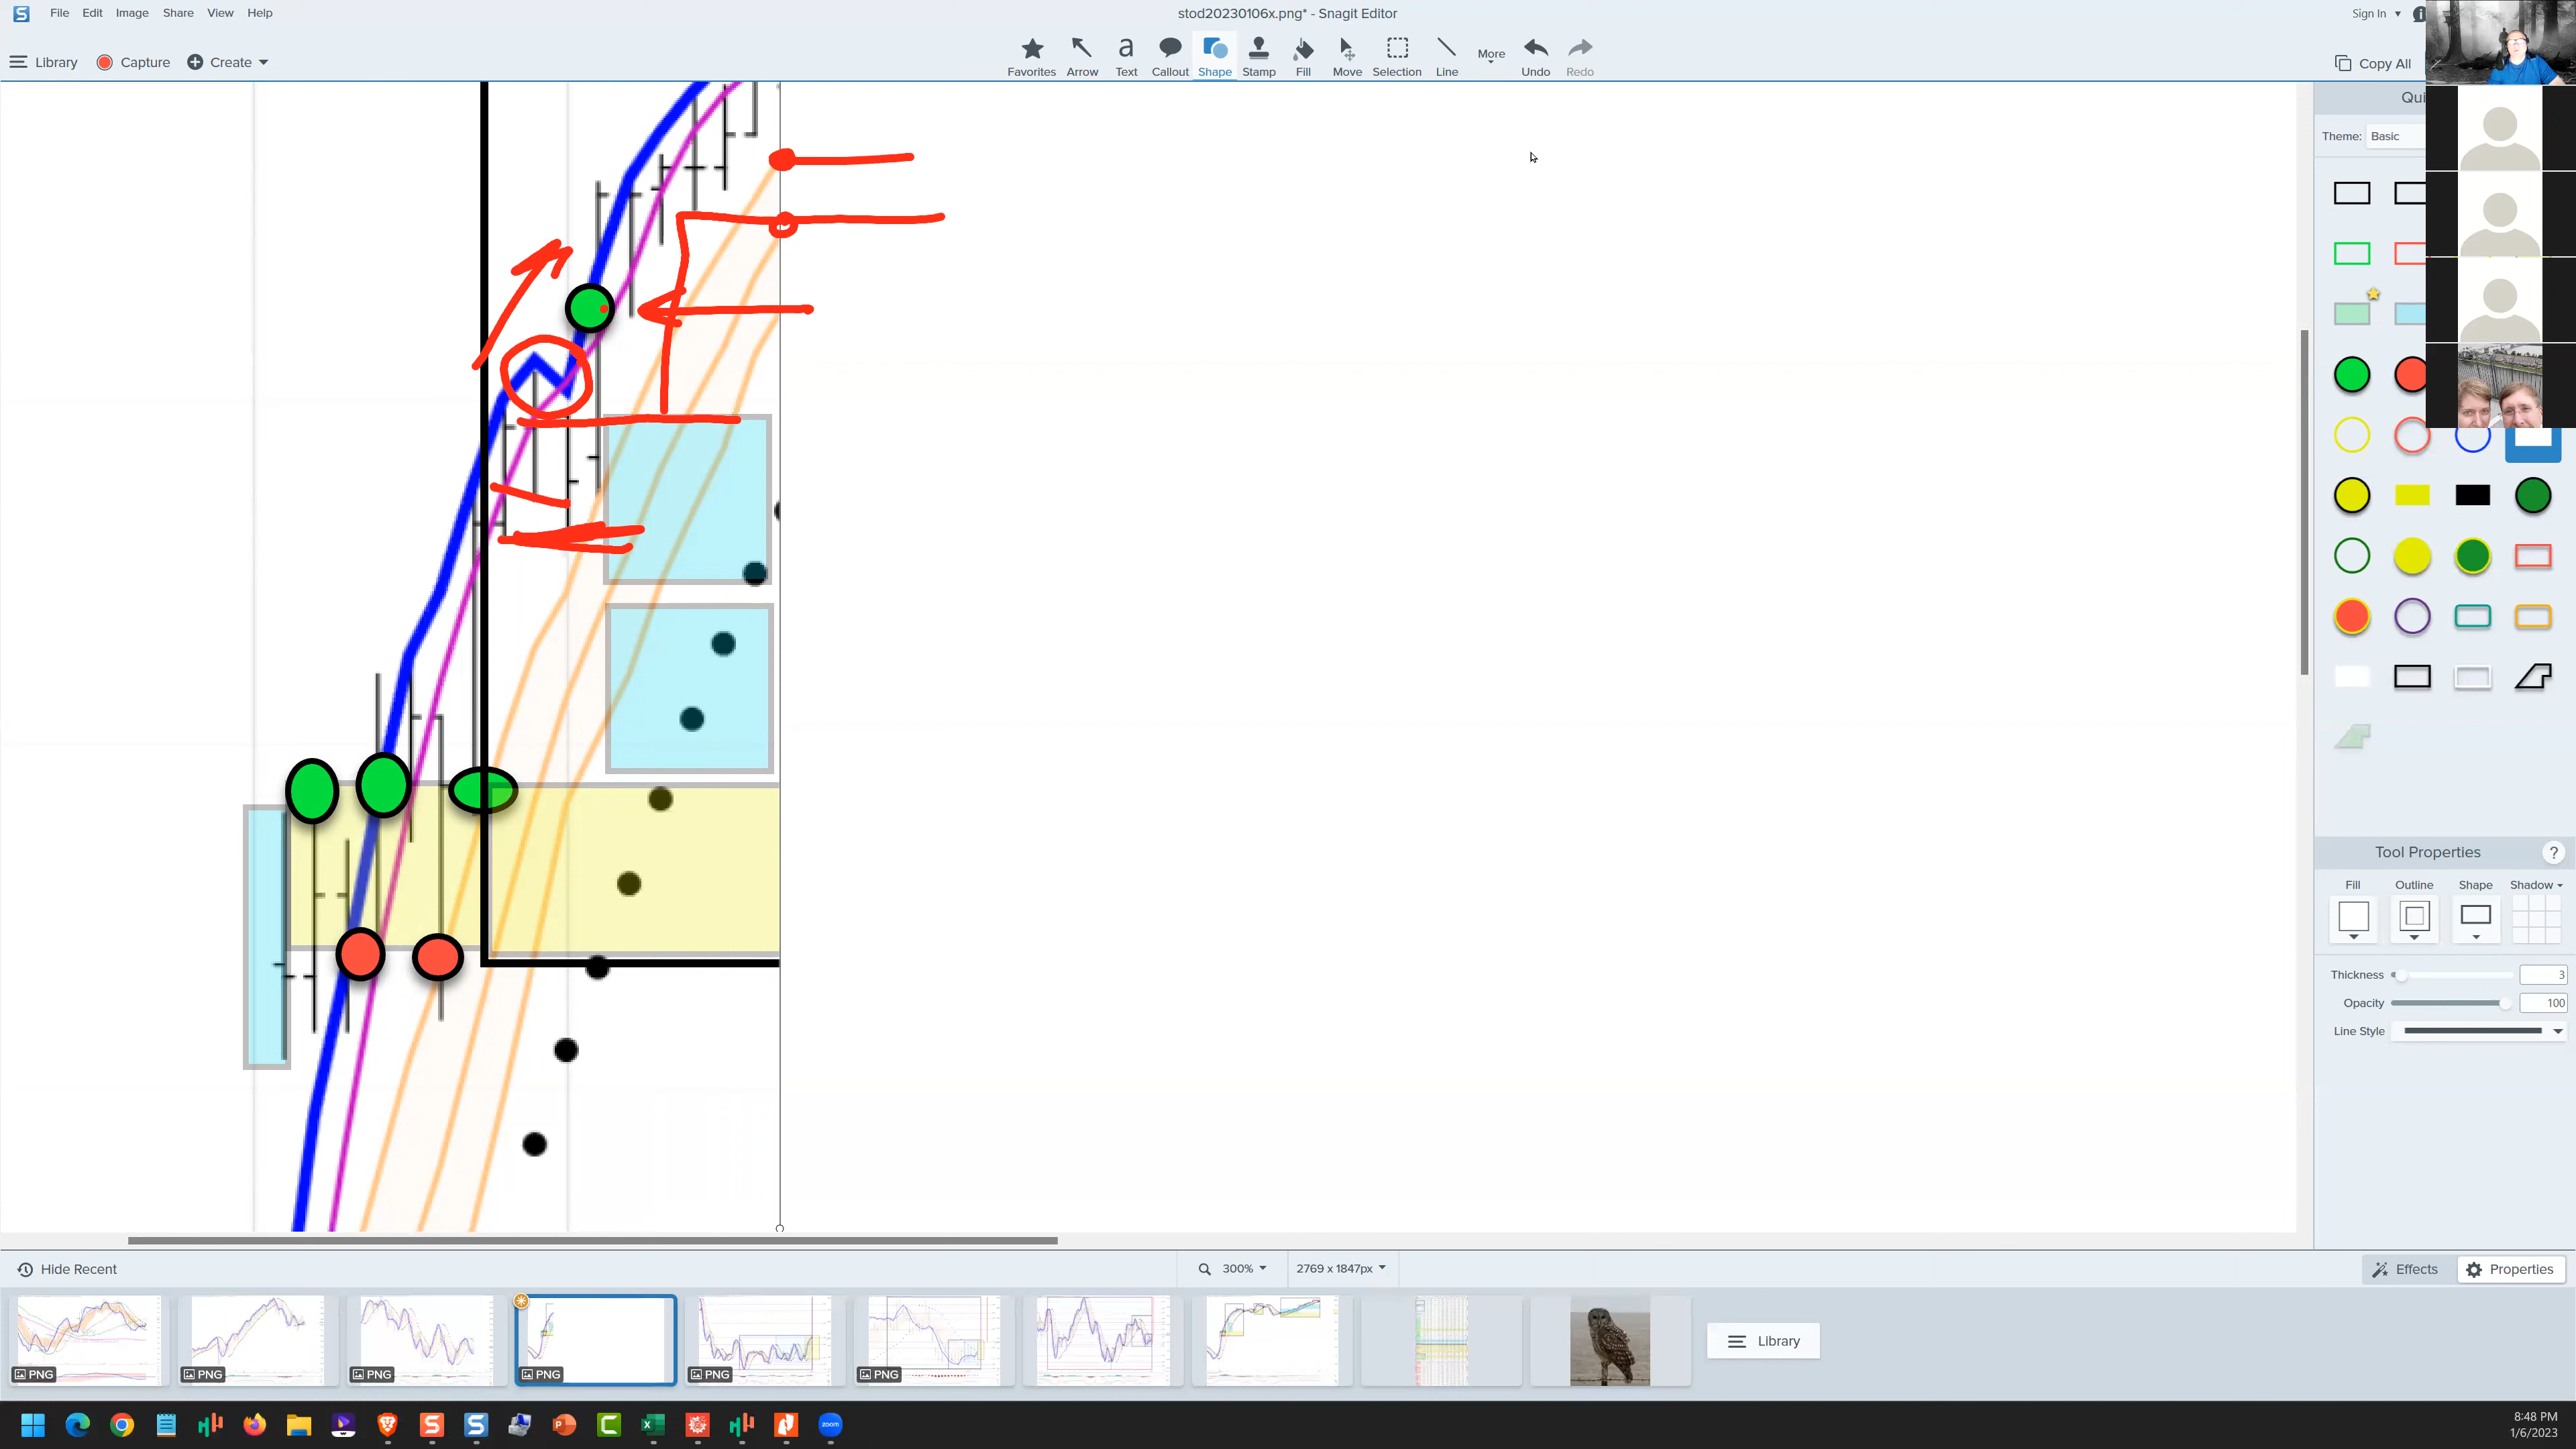 File Edit Image Share View Help
stod20230106x.png* - Snagit Editor
Sign In
Library Capture Create
Favorites Arrow Text Callout Shape Stamp Fill Move Selection Line More Undo Redo
Copy All
Qui
Theme: Basic
Tool Properties ?
Fill Outline Shape Shadow
Thickness 3
Opacity 100
Line Style
Hide Recent
300%
2769 x 1847px
Effects Properties
PNG PNG PNG PNG PNG PNG
Library
zoom
8:48 PM
1/6/2023